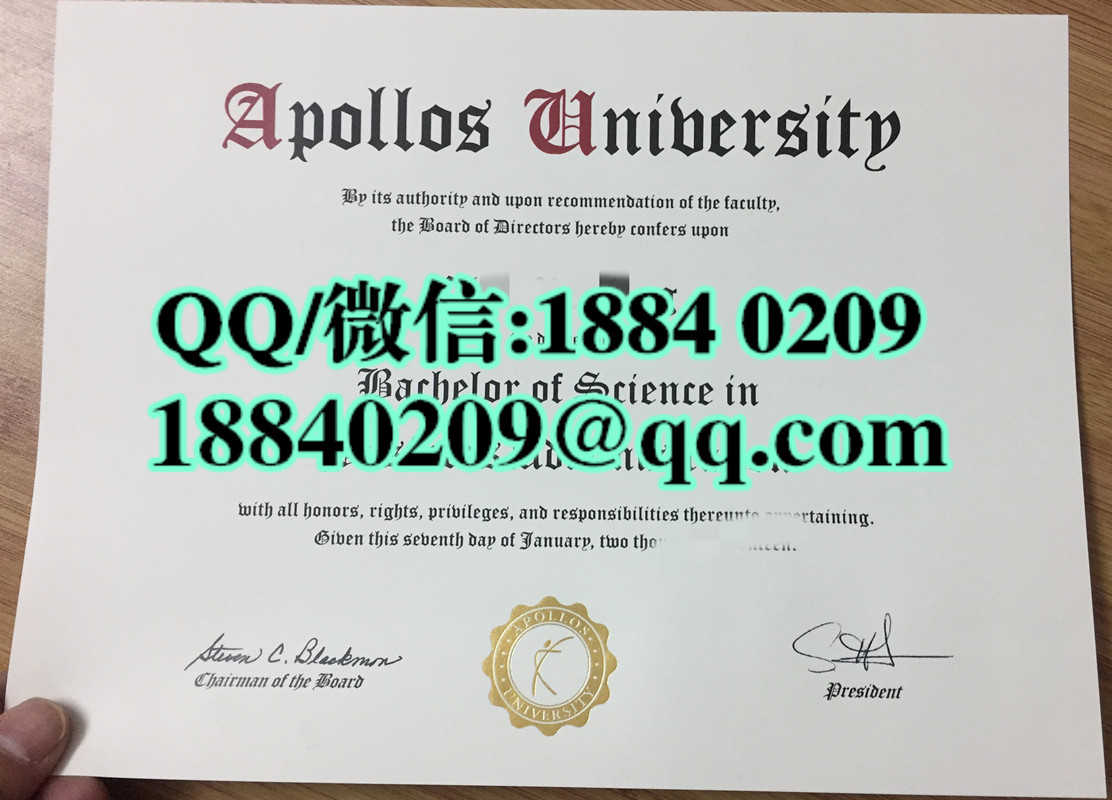 Apollos University
By its authority and upon recommendation of the faculty,
the Board of Directors hereby confers upon
QQ/微信:1884 0209
Bachelor of Science in
18840209@qq.com
with all honors, rights, privileges, and responsibilities
Given this seventh day of January, two
Steven C. Blackmon
Chairman of the Board
APOLLOS
UNIVERSITY
President